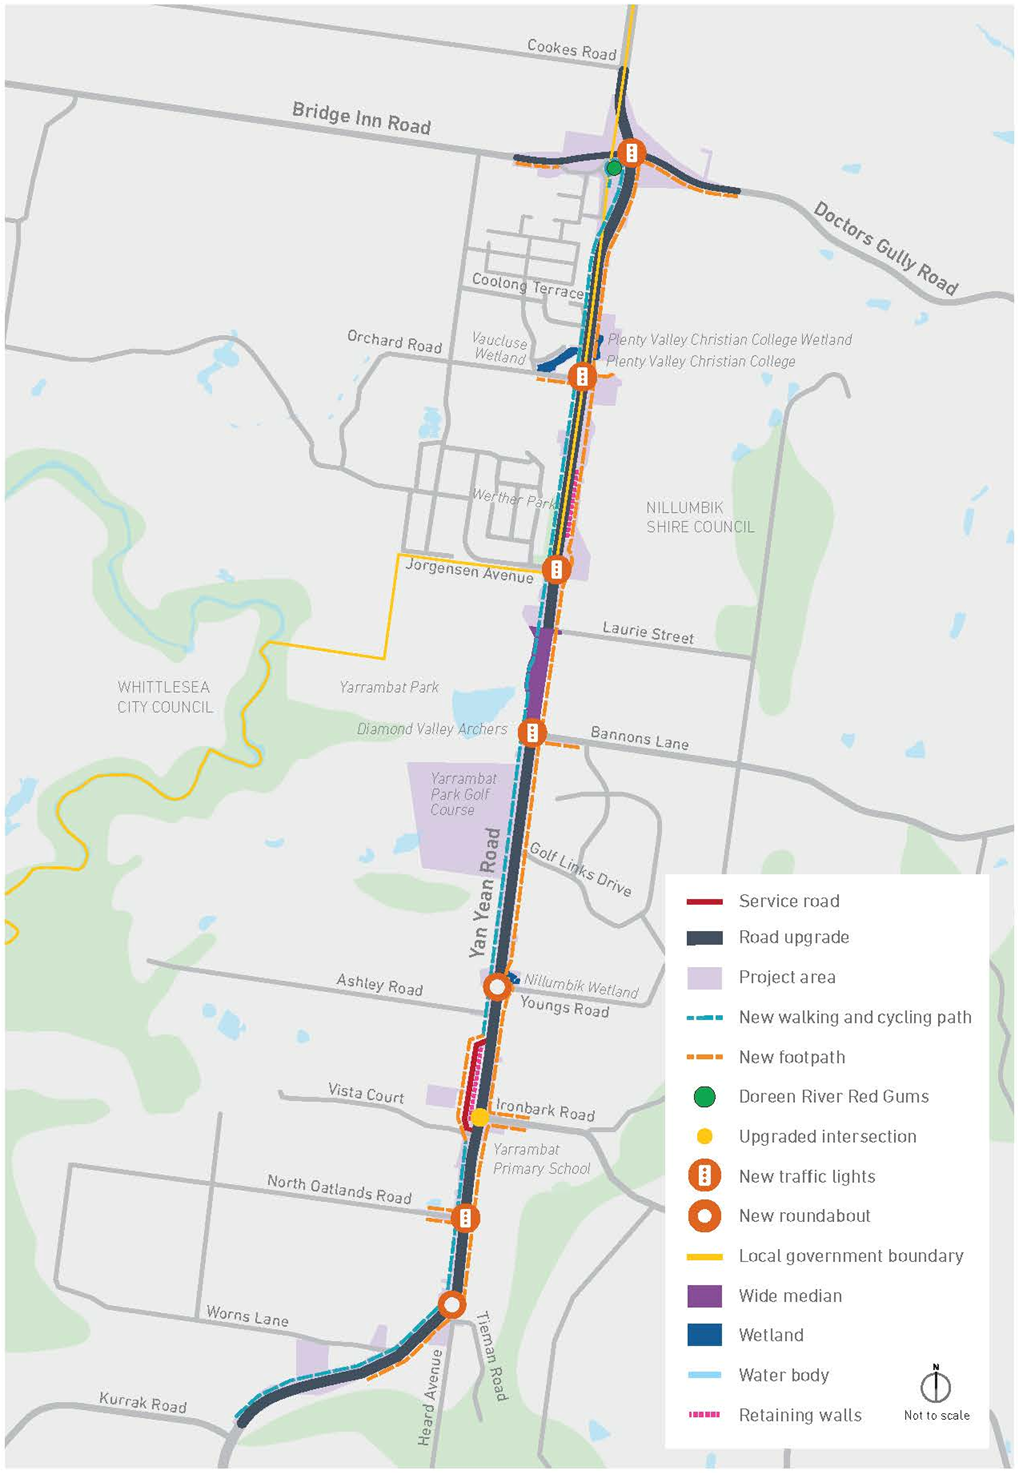 Cookes Road
Bridge Inn Road
Doctors Gully Road
Coolong Terrace
Orchard Road
Vaucluse
Wetland
Plenty Valley Christian College Wetland
Plenty Valley Christian College
Werther Park
NILLUMBIK
SHIRE COUNCIL
Jorgensen Avenue
Laurie Street
WHITTLESEA
CITY COUNCIL
Yarrambat Park
Diamond Valley Archers
Bannons Lane
Yarrambat
Park Golf
Course
Yan Yean Road
Golf Links Drive
Ashley Road
Nillumbik Wetland
Youngs Road
Vista Court
Ironbark Road
Yarrambat
Primary School
North Oatlands Road
Worns Lane
Tieman Road
Heard Avenue
Kurrak Road
Service road
Road upgrade
Project area
New walking and cycling path
New footpath
Doreen River Red Gums
Upgraded intersection
New traffic lights
New roundabout
Local government boundary
Wide median
Wetland
Water body
Retaining walls
N
Not to scale